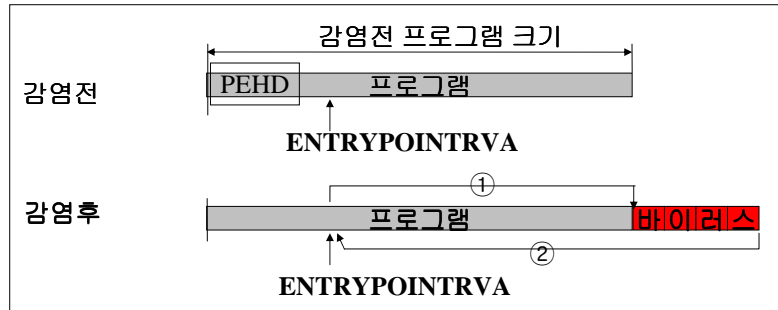 감염전 프로그램 크기
감염전
PEHD 프로그램
ENTRYPOINTRVA
①
감염후
프로그램 바이러스
②
ENTRYPOINTRVA